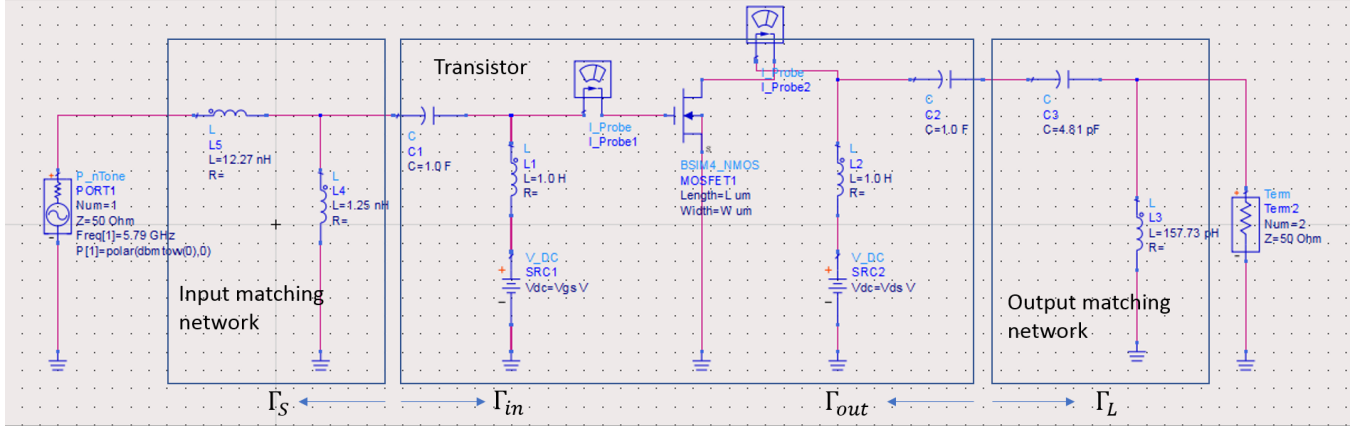 Transistor
I_Probe
I_Probe2
I_Probe
I_Probe1
L
L5
L=12.27 nH
R=
C
C1
C=1.0 F
C
C2
C=1.0 F
C
C3
C=4.81 pF
P_nTone
PORT1
Num=1
Z=50 Ohm
Freq[1]=5.79 GHz
P[1]=polar(dbmtow(0),0)
L
L4
L=1.25 nH
R=
L
L1
L=1.0 H
R=
BSIM4_NMOS
MOSFET1
Length=L um
Width=W um
L
L2
L=1.0 H
R=
L
L3
L=157.73 pH
R=
Term
Term2
Num=2
Z=50 Ohm
V_DC
SRC1
Vdc=Vgs V
V_DC
SRC2
Vdc=Vds V
Input matching
network
Output matching
network
Γ_S
Γ_in
Γ_out
Γ_L